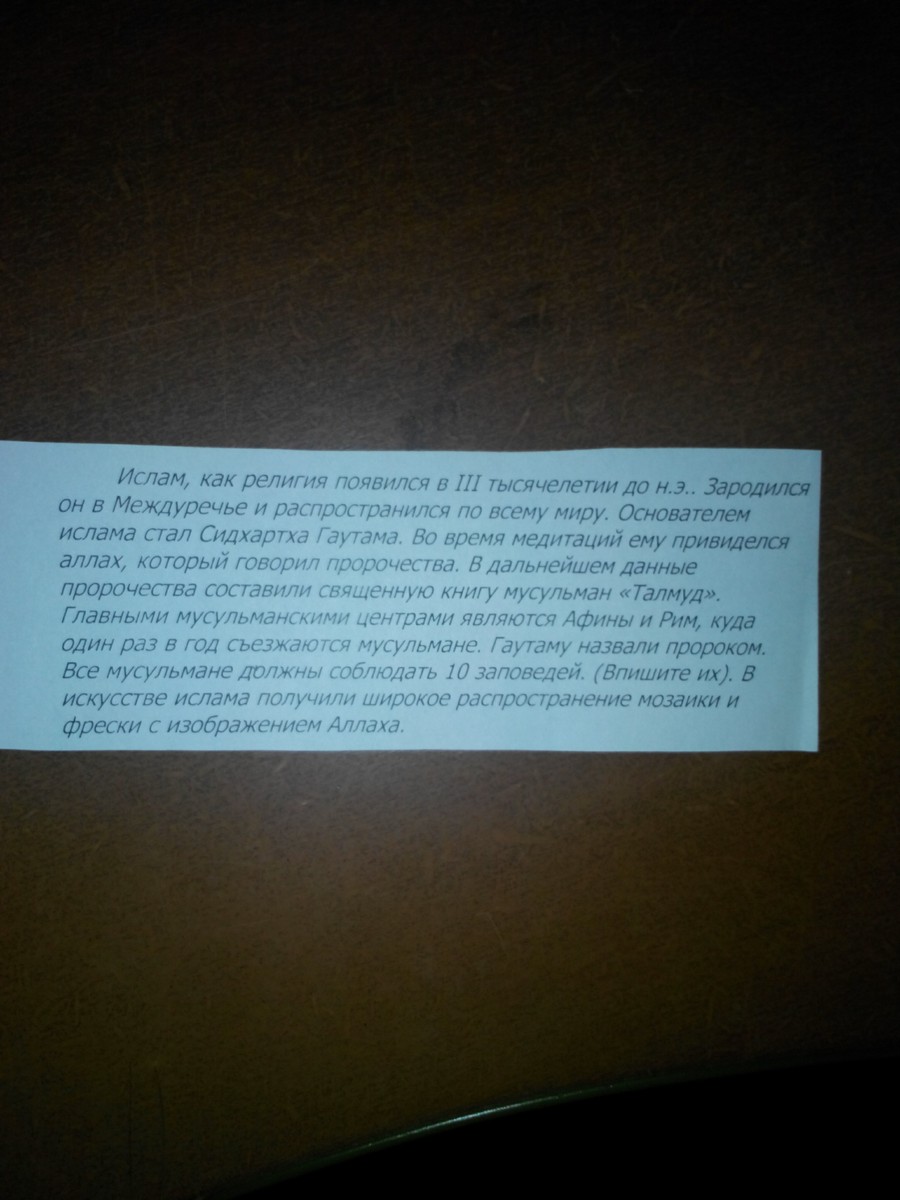 Ислам, как религия появился в III тысячелетии до н.э.. Зародился
он в Междуречье и распространился по всему миру. Основателем
ислама стал Сидхартха Гаутама. Во время медитаций ему привиделся
аллах, который говорил пророчества. В дальнейшем данные
пророчества составили священную книгу мусульман «Талмуд».
Главными мусульманскими центрами являются Афины и Рим, куда
один раз в год съезжаются мусульмане. Гаутаму назвали пророком.
Все мусульмане должны соблюдать 10 заповедей. (Впишите их). В
искусстве ислама получили широкое распространение мозаики и
фрески с изображением Аллаха.